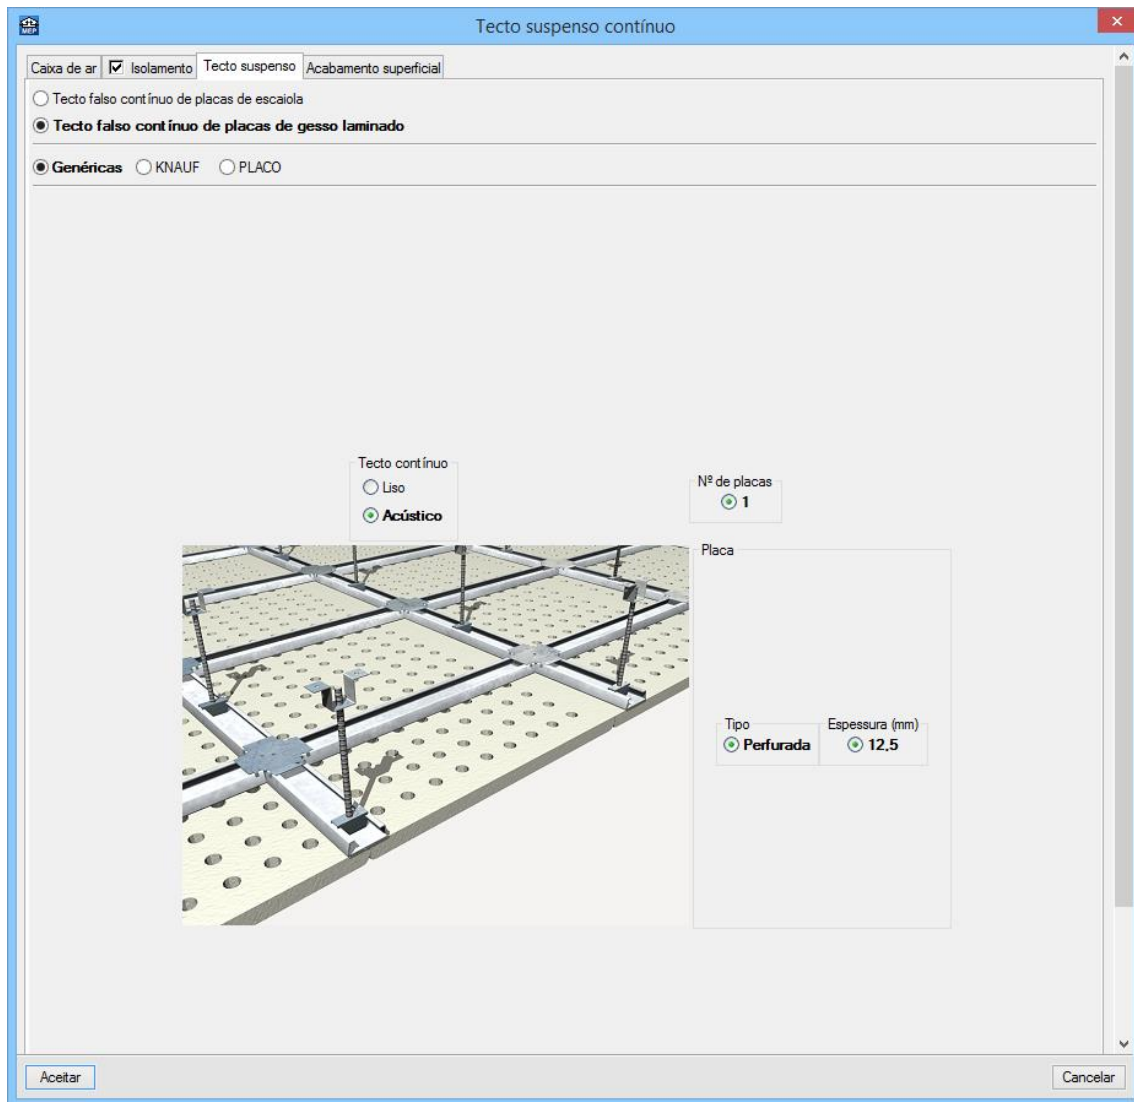 MEP
Tecto suspenso contínuo
Caixa de ar Isolamento Tecto suspenso Acabamento superficial
Tecto falso contínuo de placas de escaiola
Tecto falso contínuo de placas de gesso laminado
Genéricas KNAUF PLACO
Tecto contínuo
Liso
Acústico
Nº de placas
1
Placa
Tipo Espessura (mm)
Perfurada 12,5
Aceitar Cancelar